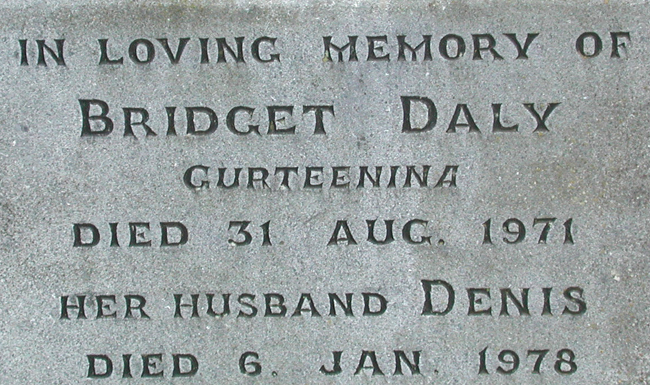 IN LOVING MEMORY OF
BRIDGET DALY
GURTEENINA
DIED 31. AUG. 1971
HER HUSBAND DENIS
DIED 6. JAN. 1978